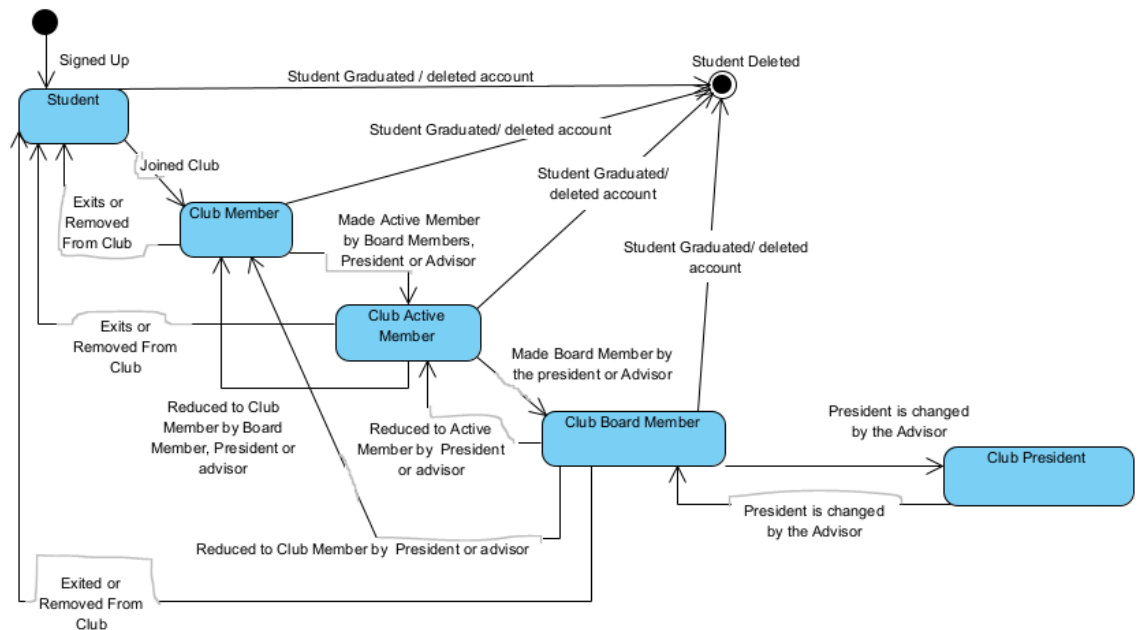 Signed Up
Student Deleted
Student Graduated / deleted account
Student
Student Graduated/ deleted account
Joined Club
Student Graduated/
deleted account
Exits or
Removed
From Club
Club Member
Made Active Member
by Board Members,
President or Advisor
Student Graduated/ deleted
account
Club Active
Member
Exits or
Removed From
Club
Made Board Member by
the president or Advisor
Reduced to Club
Member by Board
Member, President or
advisor
Reduced to Active
Member by President
or advisor
Club Board Member
President is changed
by the Advisor
Club President
President is changed
by the Advisor
Reduced to Club Member by President or advisor
Exited or
Removed From
Club